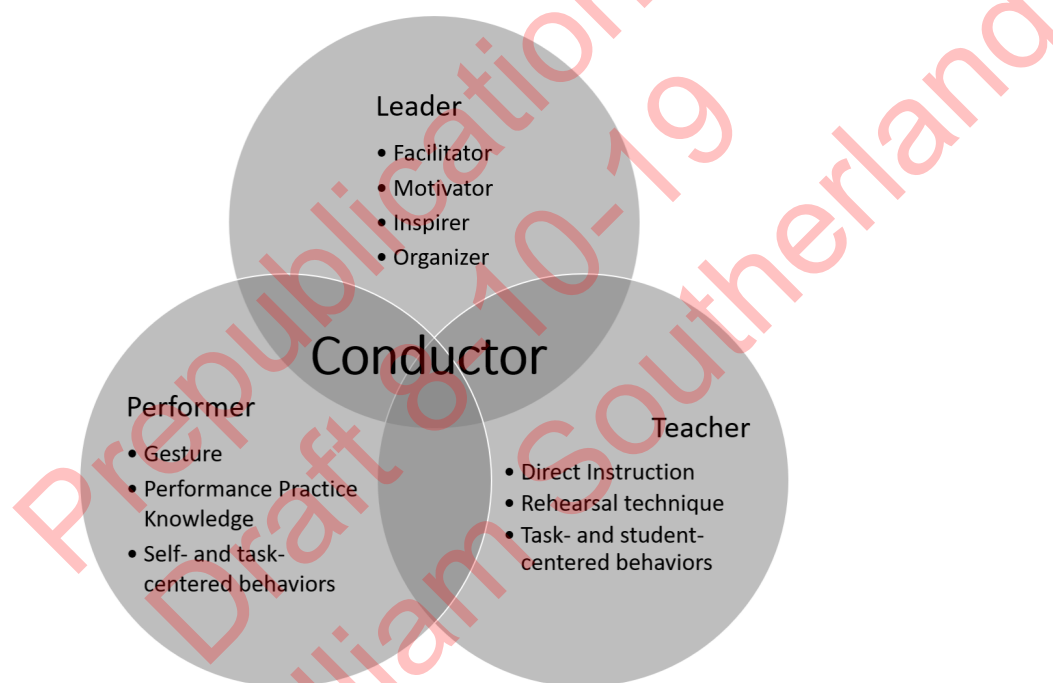 Leader
• Facilitator
• Motivator
• Inspirer
• Organizer
Conductor
Performer
• Gesture
• Performance Practice
Knowledge
• Self- and task-
centered behaviors
Teacher
• Direct Instruction
• Rehearsal technique
• Task- and student-
centered behaviors
Prepublication
Draft 8-10-19
William Southerland